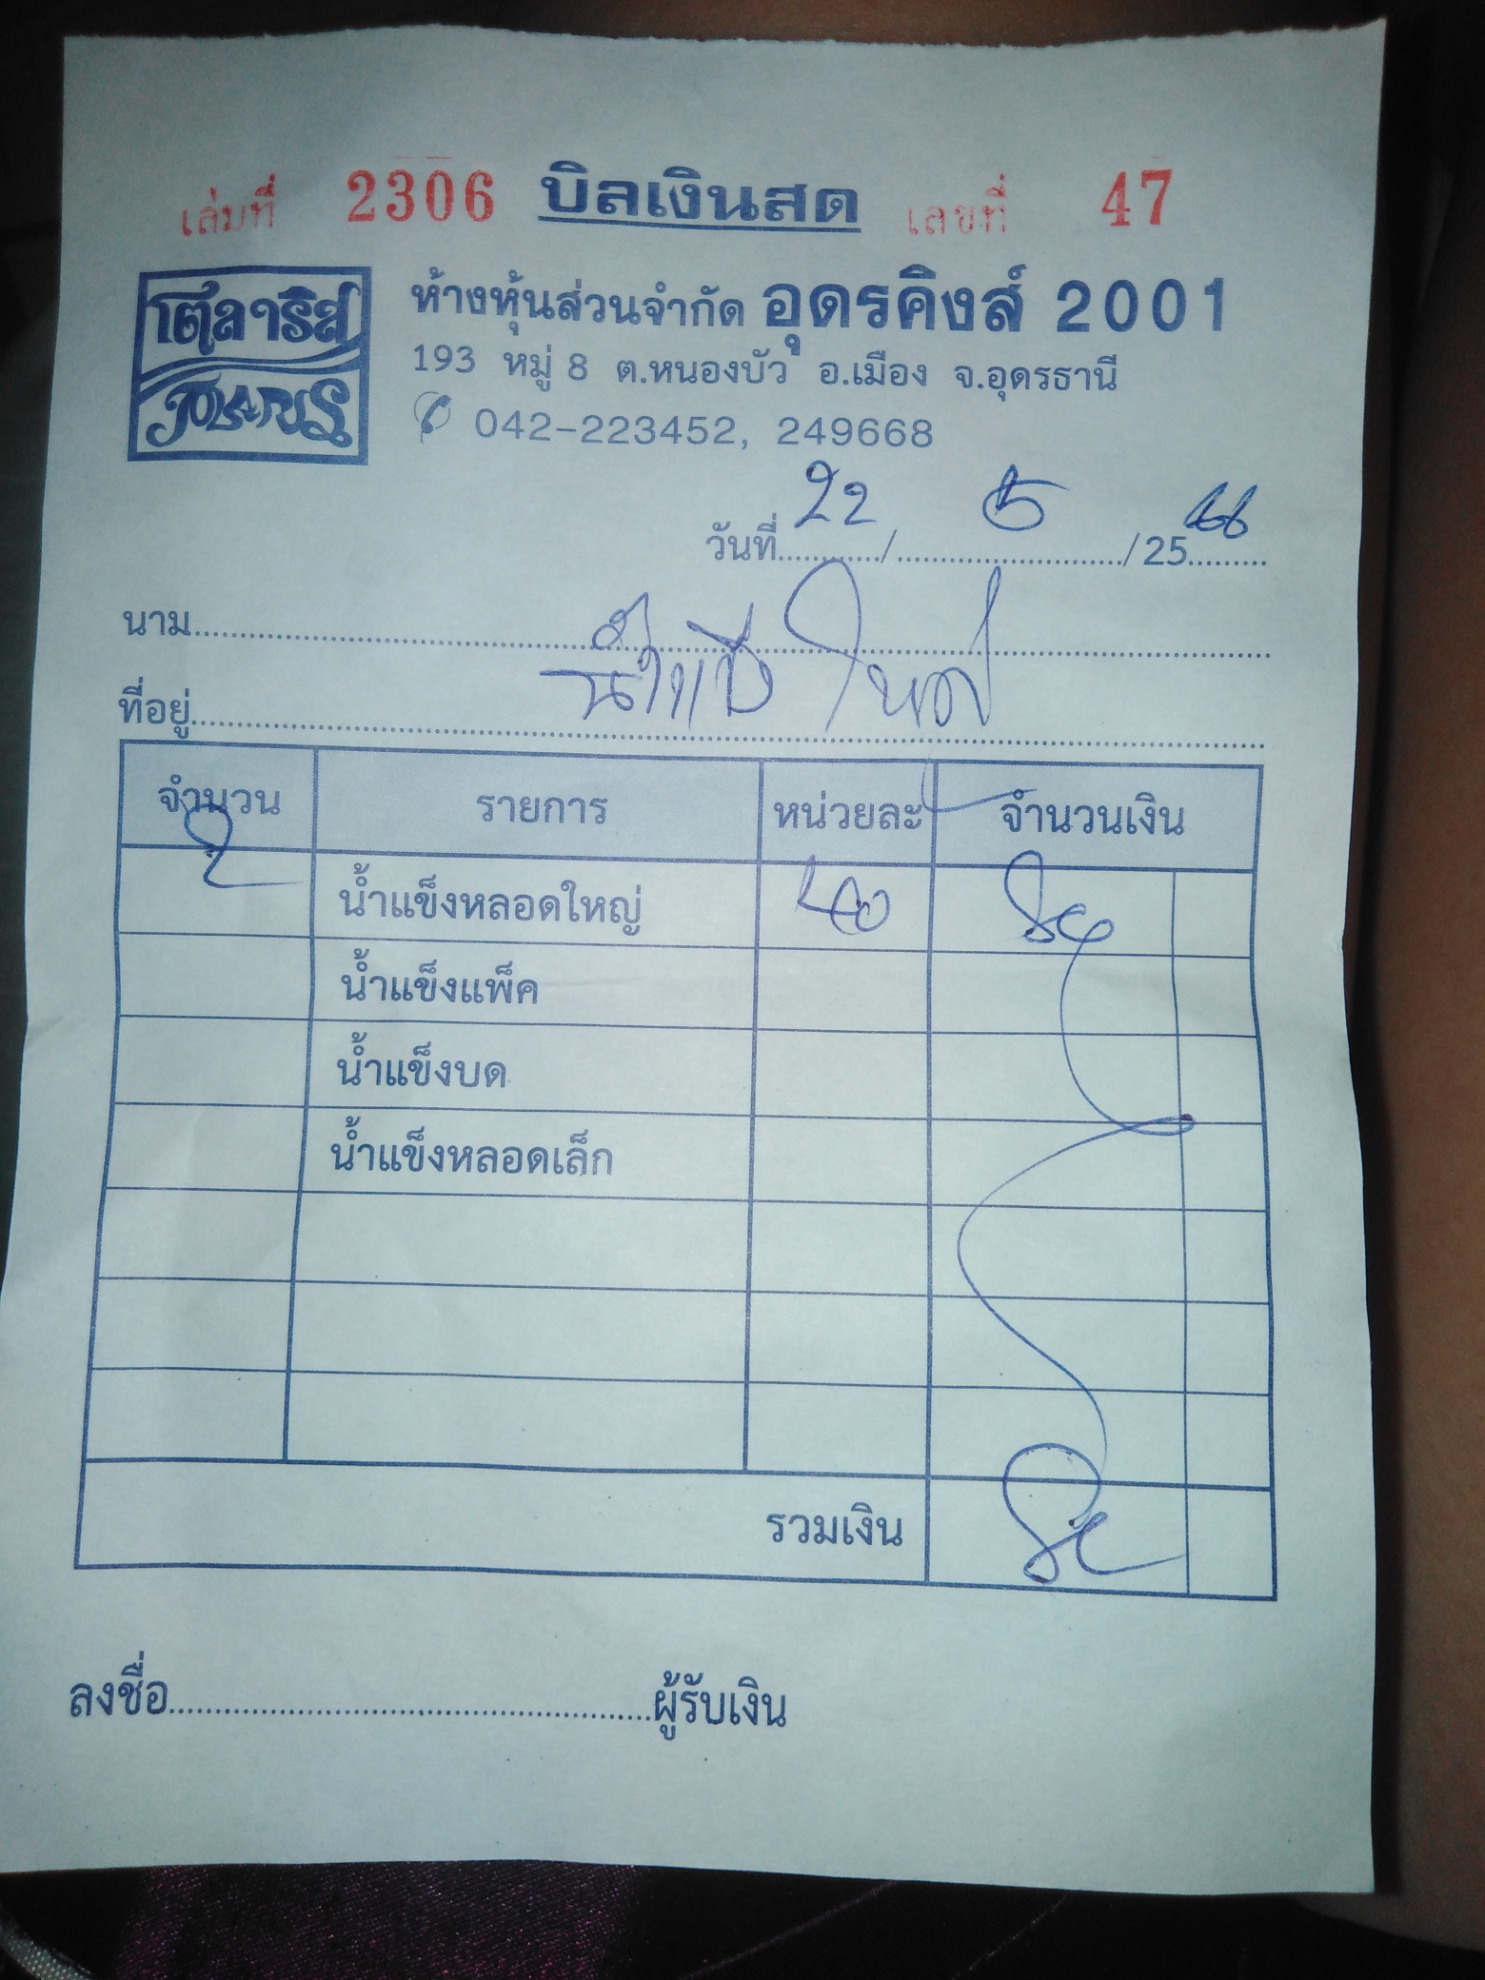 เล่มที่ 2306 บิลเงินสด เลขที่ 47
โตลาริส
ห้างหุ้นส่วนจำกัด อุดรคิงส์ 2001
193 หมู่ 8 ต.หนองบัว อ.เมือง จ.อุดรธานี
042-223452, 249668
วันที่ 22 / 5 / 25 66
นาม
ที่อยู่
จำนวน รายการ หน่วยละ จำนวนเงิน
2 น้ำแข็งหลอดใหญ่ 40 80
น้ำแข็งแพ็ค
น้ำแข็งบด
น้ำแข็งหลอดเล็ก
รวมเงิน 80
ลงชื่อ ผู้รับเงิน